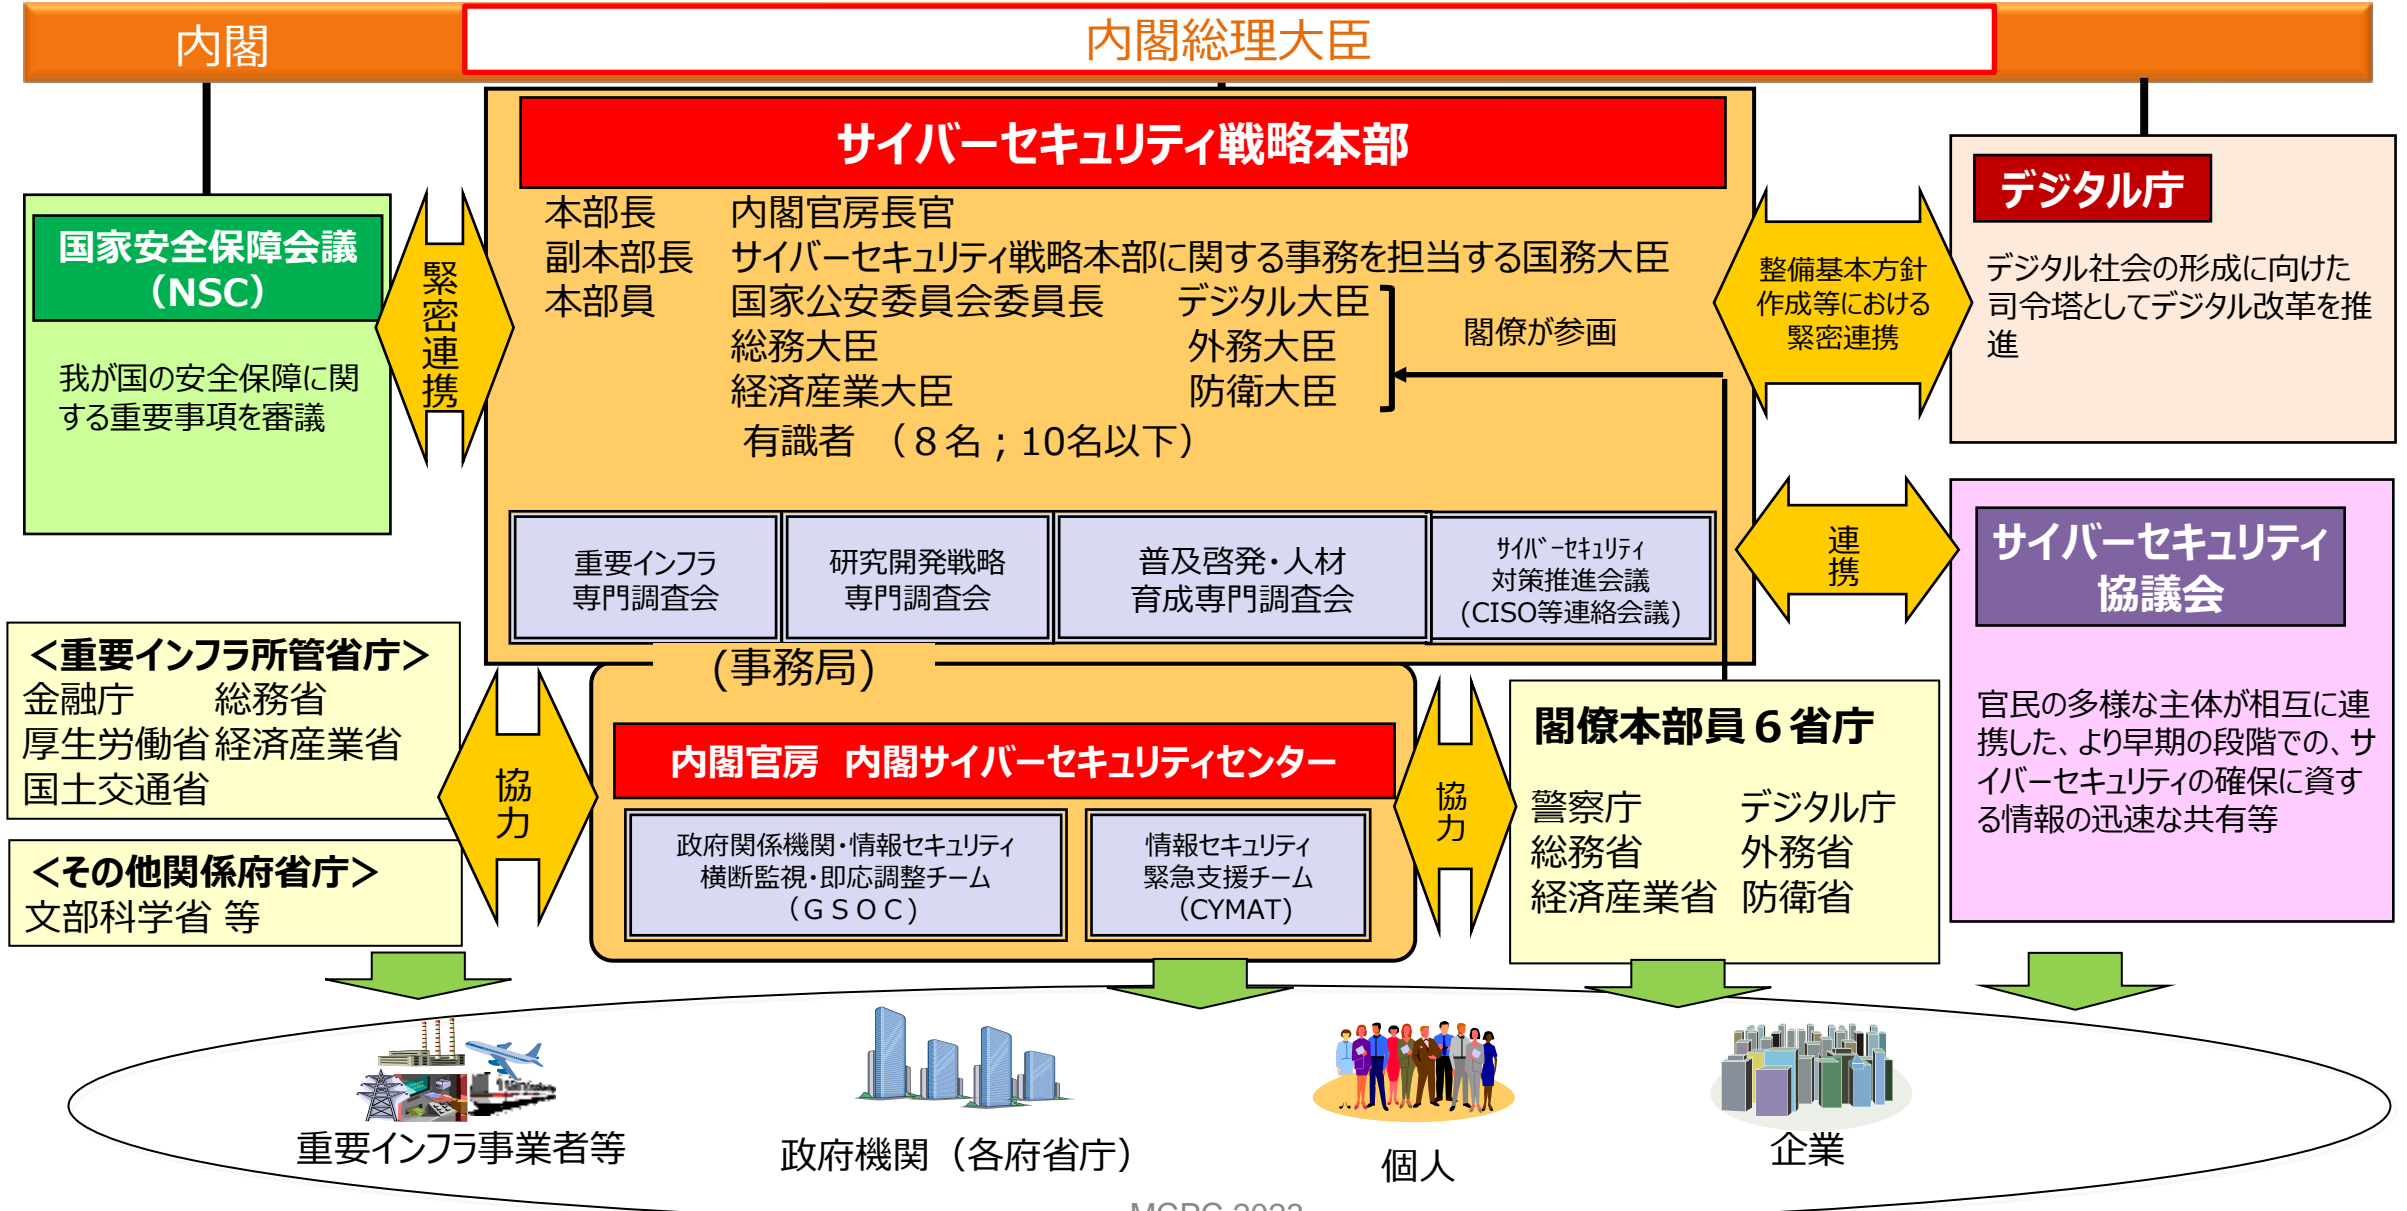 内閣
内閣総理大臣
サイバーセキュリティ戦略本部
本部長 内閣官房長官
副本部長 サイバーセキュリティ戦略本部に関する事務を担当する国務大臣
本部員 国家公安委員会委員長 デジタル大臣
総務大臣 外務大臣
経済産業大臣 防衛大臣
有識者 （８名；10名以下）
閣僚が参画
国家安全保障会議
（NSC）
我が国の安全保障に関
する重要事項を審議
緊密連携
整備基本方針
作成等における
緊密連携
デジタル庁
デジタル社会の形成に向けた
司令塔としてデジタル改革を推
進
重要インフラ
専門調査会
研究開発戦略
専門調査会
普及啓発・人材
育成専門調査会
ｻｲﾊﾞｰｾｷｭﾘﾃｨ
対策推進会議
(CISO等連絡会議)
連携
サイバーセキュリティ
協議会
官民の多様な主体が相互に連
携した、より早期の段階での、サ
イバーセキュリティの確保に資す
る情報の迅速な共有等
＜重要インフラ所管省庁＞
金融庁 総務省
厚生労働省 経済産業省
国土交通省
＜その他関係府省庁＞
文部科学省 等
協力
(事務局)
内閣官房 内閣サイバーセキュリティセンター
政府関係機関・情報セキュリティ
横断監視・即応調整チーム
（ＧＳＯＣ）
情報セキュリティ
緊急支援チーム
（CYMAT）
協力
閣僚本部員６省庁
警察庁 デジタル庁
総務省 外務省
経済産業省 防衛省
重要インフラ事業者等
政府機関（各府省庁）
個人
企業
MCPC 2023